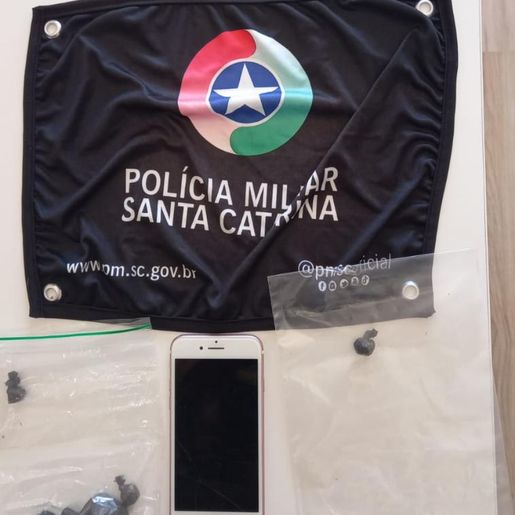 POLÍCIA MILITAR
SANTA CATARINA
www.pm.sc.gov.br
@pmscoficial